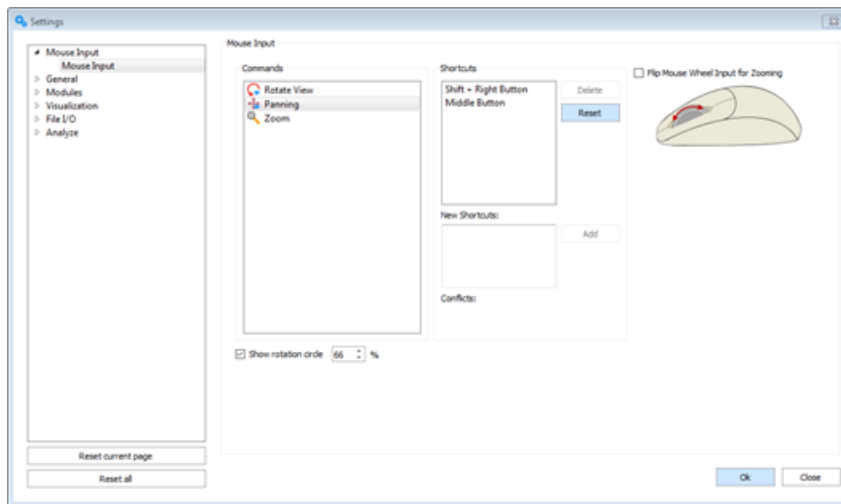 Settings
Mouse Input
Mouse Input
General
Modules
Visualization
File I/O
Analyze
Reset current page
Reset all
Mouse Input
Commands
Rotate View
Panning
Zoom
Show rotation circle 66 %
Shortcuts
Shift + Right Button
Middle Button
Delete
Reset
New Shortcuts:
Add
Conflicts:
Flip Mouse Wheel Input for Zooming
Ok Close